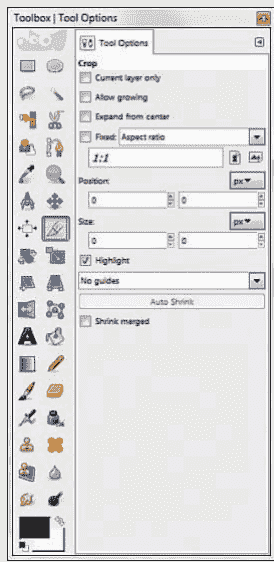 Toolbox | Tool Options
Tool Options
Crop
Current layer only
Allow growing
Expand from center
Fixed: Aspect ratio
1:1
Position: px
0 0
Size: px
0 0
Highlight
No guides
Auto Shrink
Shrink merged